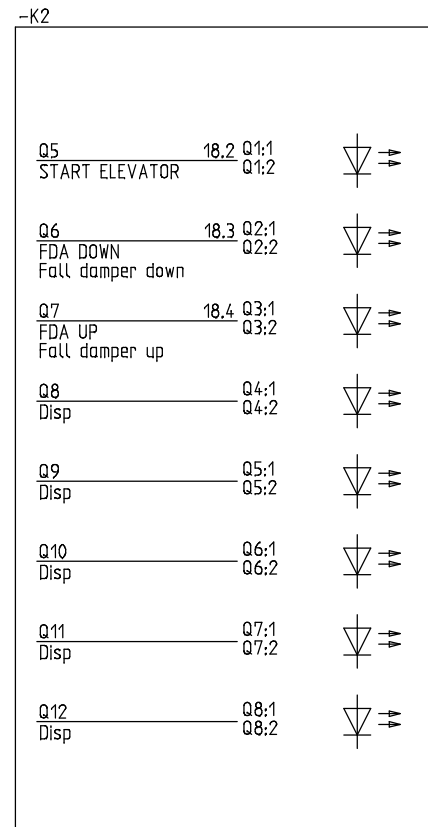 -K2
Q5 18.2 Q1;1
START ELEVATOR Q1;2
Q6 18.3 Q2;1
FDA DOWN Q2;2
Fall damper down
Q7 18.4 Q3;1
FDA UP Q3;2
Fall damper up
Q8 Q4;1
Disp Q4;2
Q9 Q5;1
Disp Q5;2
Q10 Q6;1
Disp Q6;2
Q11 Q7;1
Disp Q7;2
Q12 Q8;1
Disp Q8;2